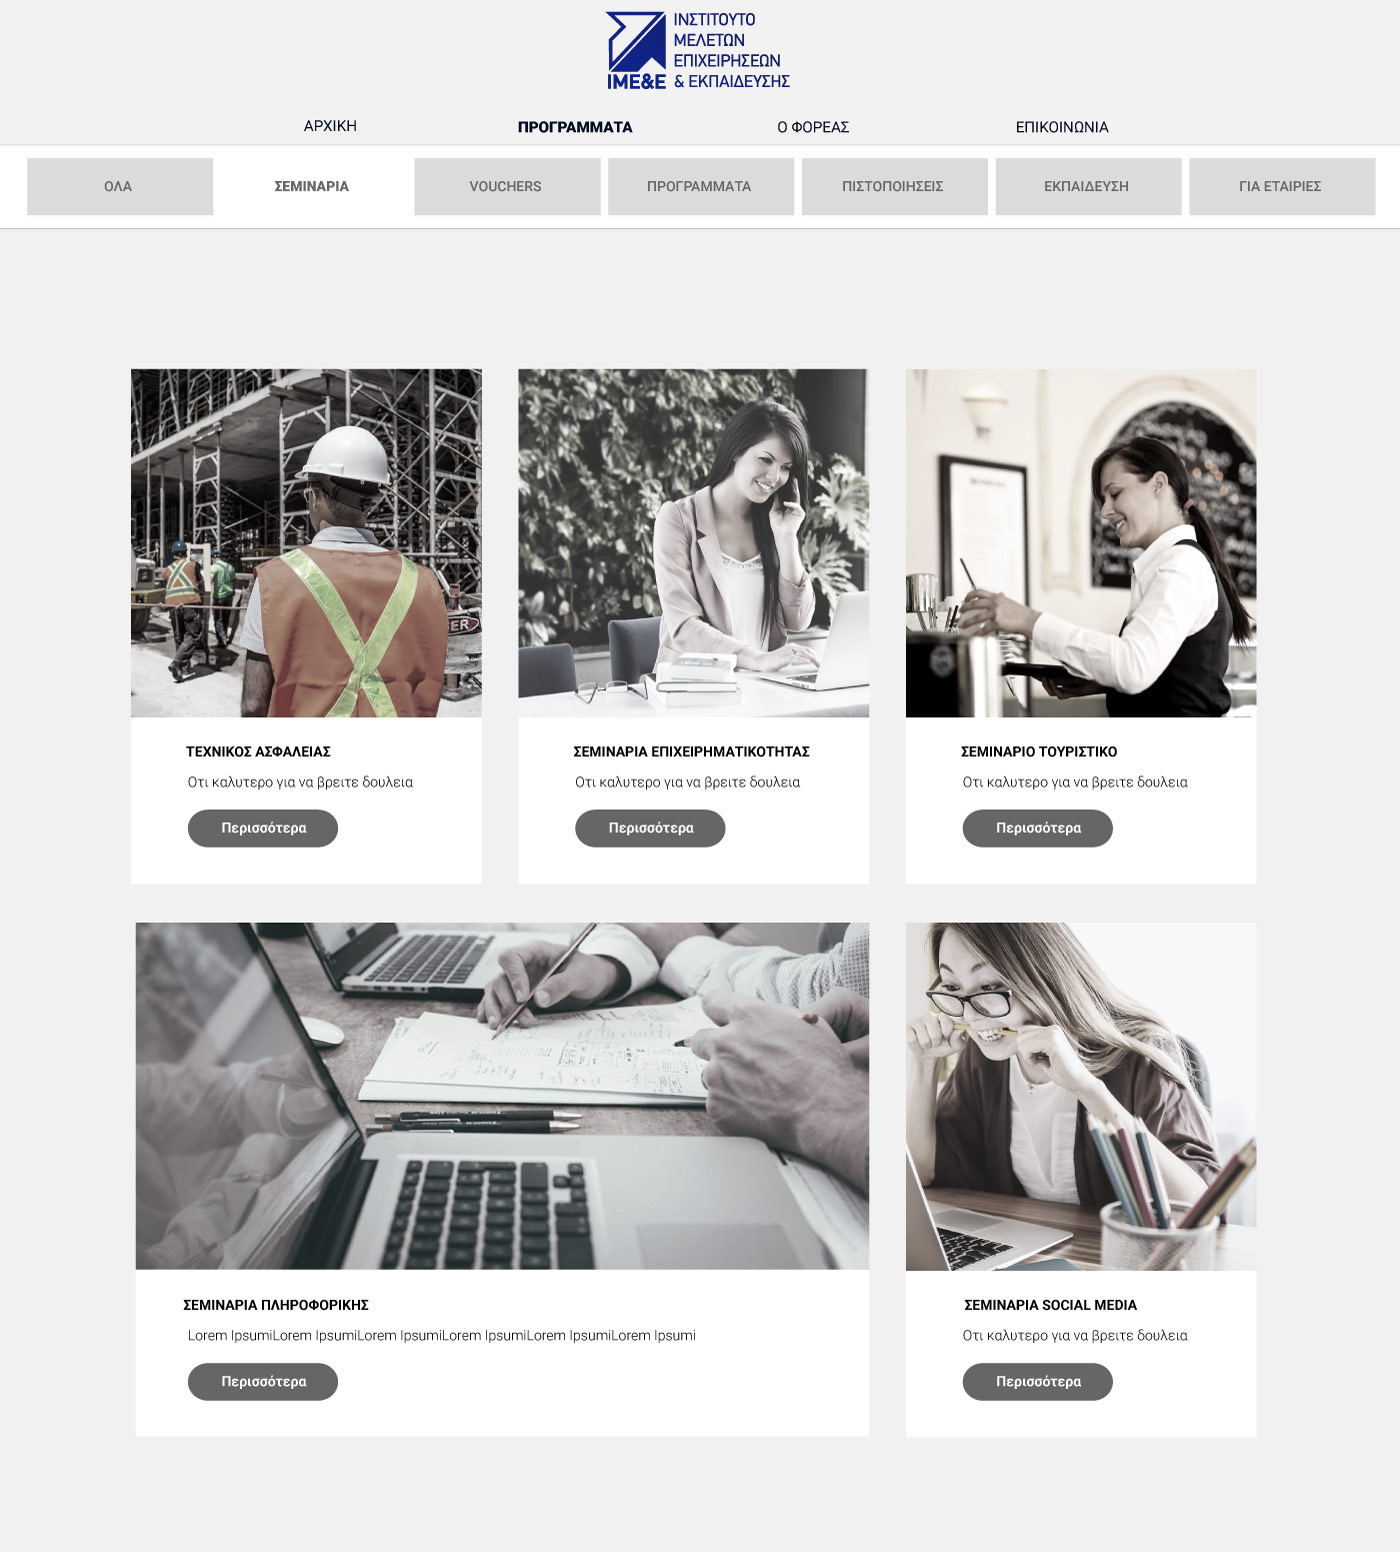 ΙΝΣΤΙΤΟΥΤΟ
ΜΕΛΕΤΩΝ
ΕΠΙΧΕΙΡΗΣΕΩΝ
& ΕΚΠΑΙΔΕΥΣΗΣ
IME&E
ΑΡΧΙΚΗ ΠΡΟΓΡΑΜΜΑΤΑ Ο ΦΟΡΕΑΣ ΕΠΙΚΟΙΝΩΝΙΑ
ΟΛΑ ΣΕΜΙΝΑΡΙΑ VOUCHERS ΠΡΟΓΡΑΜΜΑΤΑ ΠΙΣΤΟΠΟΙΗΣΕΙΣ ΕΚΠΑΙΔΕΥΣΗ ΓΙΑ ΕΤΑΙΡΙΕΣ
ΤΕΧΝΙΚΟΣ ΑΣΦΑΛΕΙΑΣ
Οτι καλυτερο για να βρειτε δουλεια
Περισσότερα
ΣΕΜΙΝΑΡΙΑ ΕΠΙΧΕΙΡΗΜΑΤΙΚΟΤΗΤΑΣ
Οτι καλυτερο για να βρειτε δουλεια
Περισσότερα
ΣΕΜΙΝΑΡΙΟ ΤΟΥΡΙΣΤΙΚΟ
Οτι καλυτερο για να βρειτε δουλεια
Περισσότερα
ΣΕΜΙΝΑΡΙΑ ΠΛΗΡΟΦΟΡΙΚΗΣ
Lorem IpsumiLorem IpsumiLorem IpsumiLorem IpsumiLorem IpsumiLorem Ipsumi
Περισσότερα
ΣΕΜΙΝΑΡΙΑ SOCIAL MEDIA
Οτι καλυτερο για να βρειτε δουλεια
Περισσότερα